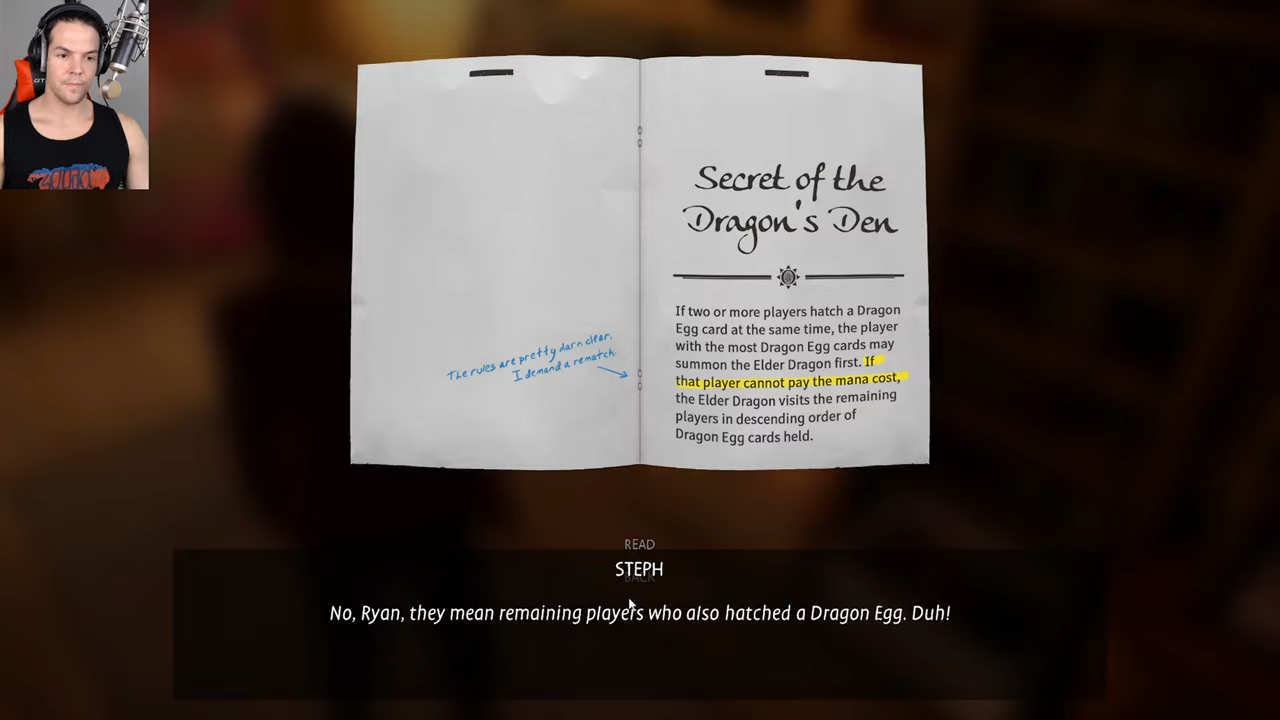 Secret of the
Dragon's Den
If two or more players hatch a Dragon
Egg card at the same time, the player
with the most Dragon Egg cards may
summon the Elder Dragon first. If
that player cannot pay the mana cost,
the Elder Dragon visits the remaining
players in descending order of
Dragon Egg cards held.
The rules are pretty darn clear.
I demand a rematch.
READ
STEPH
BACK
No, Ryan, they mean remaining players who also hatched a Dragon Egg. Duh!